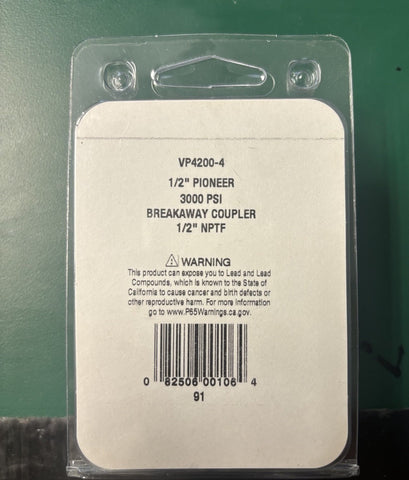 VP4200-4
1/2" PIONEER
3000 PSI
BREAKAWAY COUPLER
1/2" NPTF
⚠ WARNING
This product can expose you to Lead and Lead
Compounds, which is known to the State of
California to cause cancer and birth defects or
other reproductive harm. For more information
go to www.P65Warnings.ca.gov.
0 82506 00106 4
91